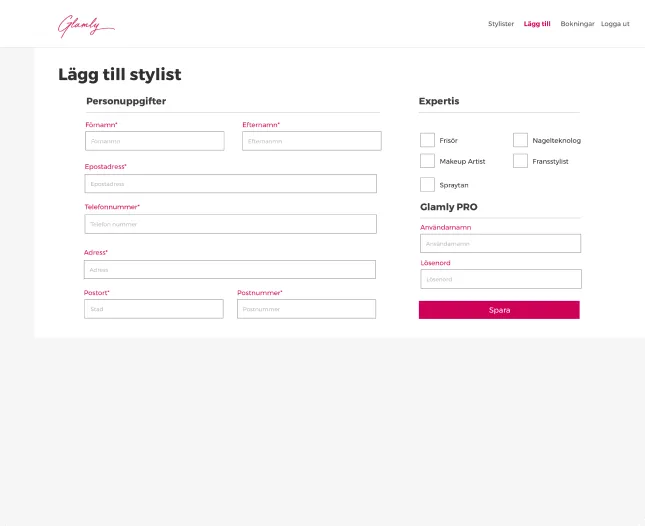 Glamly
Stylister Lägg till Bokningar Logga ut
Lägg till stylist
Personuppgifter
Förnamn* Efternamn*
Förnamn Efternamnn
Epostadress*
Epostadress
Telefonnummer*
Telefon nummer
Adress*
Adress
Postort* Postnummer*
Stad Postnummer
Expertis
Frisör Nagelteknolog
Makeup Artist Fransstylist
Spraytan
Glamly PRO
Användarnamn
Användarnamn
Lösenord
Lösenord
Spara